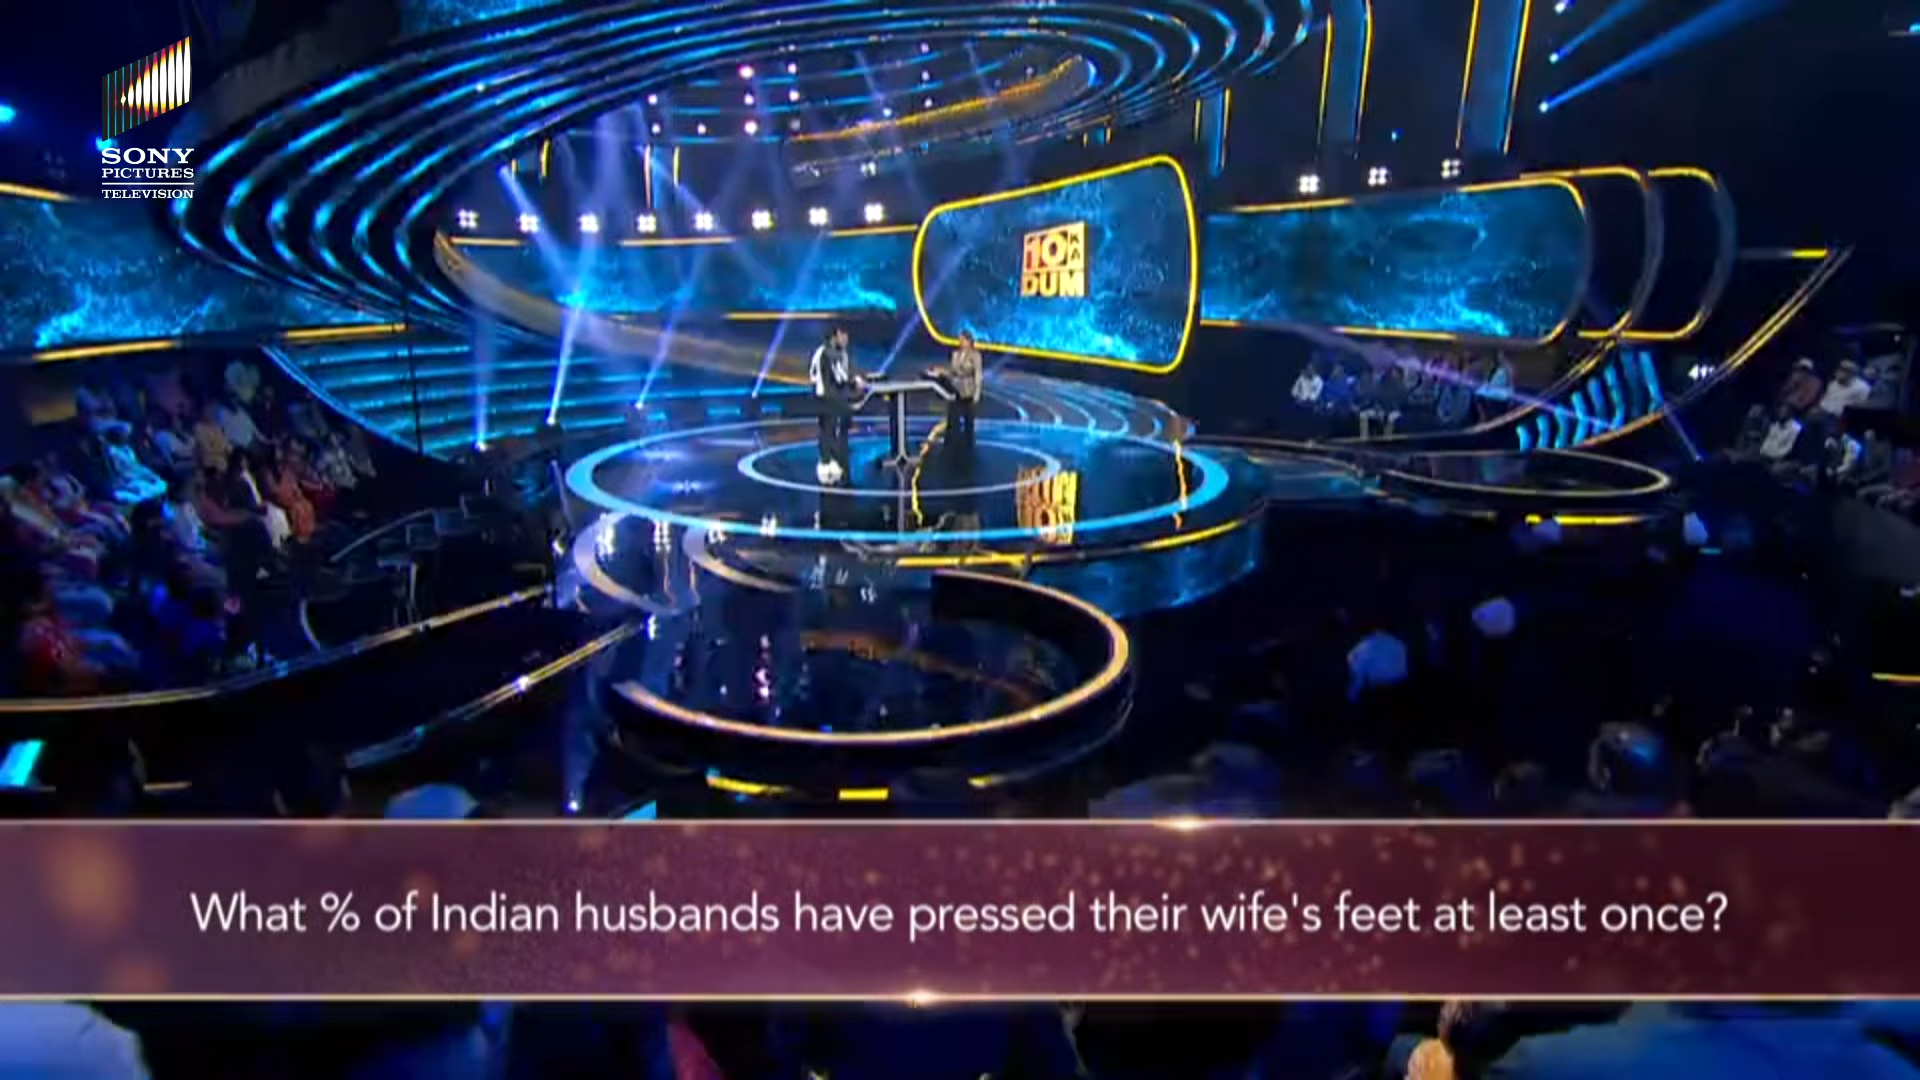 SONY
PICTURES
TELEVISION
10 KA
DUM
What % of Indian husbands have pressed their wife's feet at least once?